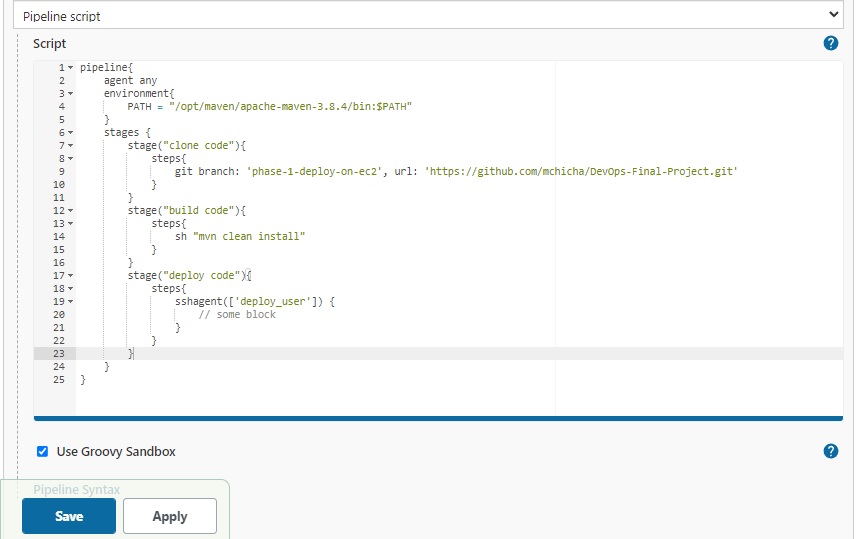 Pipeline script
Script
?
1 pipeline{
2 agent any
3 environment{
4 PATH = "/opt/maven/apache-maven-3.8.4/bin:$PATH"
5 }
6 stages {
7 stage("clone code"){
8 steps{
9 git branch: 'phase-1-deploy-on-ec2', url: 'https://github.com/mchicha/DevOps-Final-Project.git'
10 }
11 }
12 stage("build code"){
13 steps{
14 sh "mvn clean install"
15 }
16 }
17 stage("deploy code"){
18 steps{
19 sshagent(['deploy_user']) {
20 // some block
21 }
22 }
23 }
24 }
25 }
Use Groovy Sandbox
?
Pipeline Syntax
Save Apply